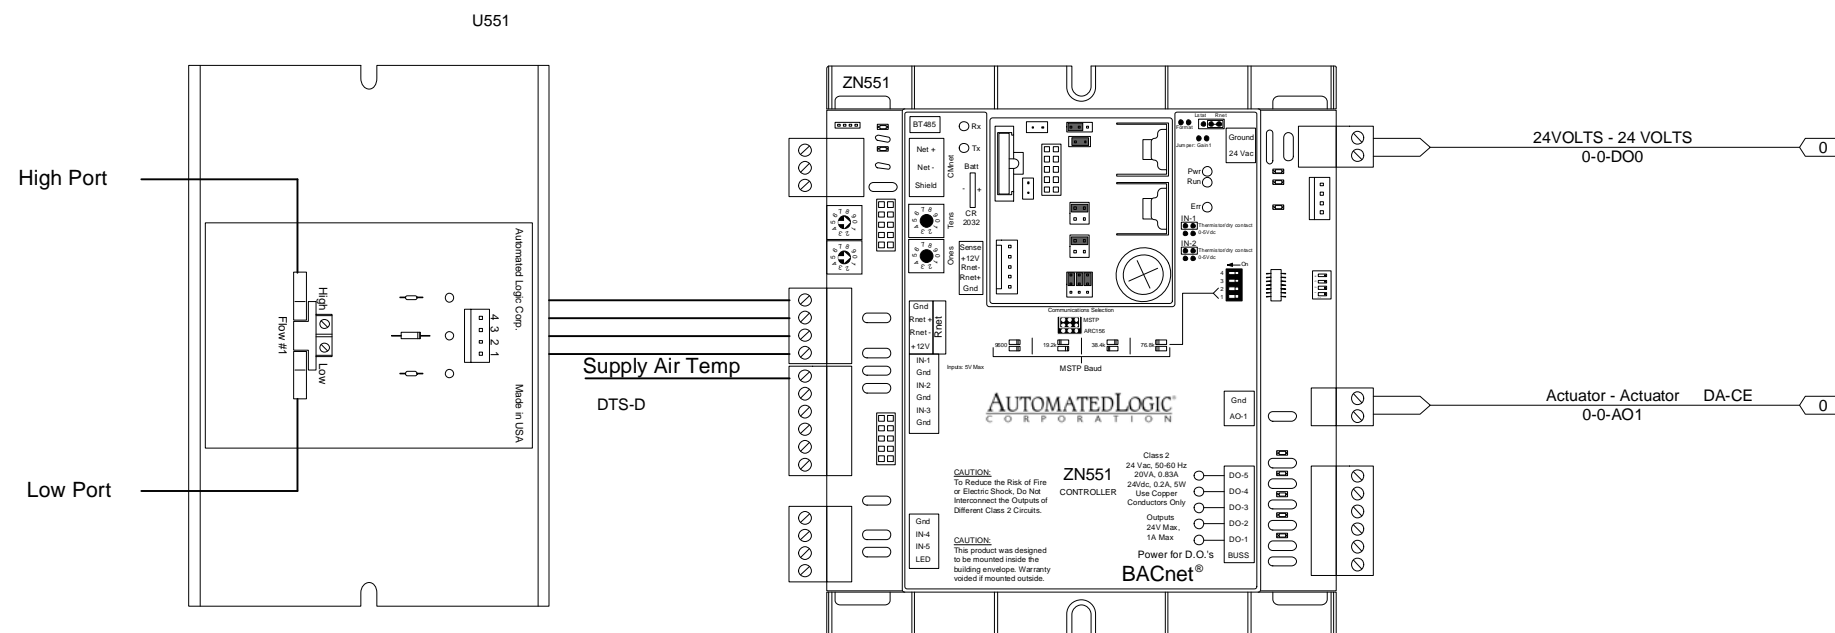 U551
High Port
Low Port
Automated Logic Corp.
Made in USA
High
Low
Flow #1
4 3 2 1
Supply Air Temp
DTS-D
ZN551
BT485
Rx
Tx
Net +
Net -
Shield
CMnet
Batt
- +
CR
2032
Tens
Ones
Sense
+12V
Rnet-
Rnet+
Gnd
Gnd
Rnet +
Rnet -
+12V
Rnet
IN-1
Gnd
IN-2
Gnd
IN-3
Gnd
Inputs: 5V Max
Gnd
IN-4
IN-5
LED
Lstat Rnet
Format
Jumper: Gain1
Ground
24 Vac
Pwr
Run
Err
IN-1
Thermistor/dry contact
0-5Vdc
IN-2
Thermistor/dry contact
0-5Vdc
On
4
3
2
1
Communications Selection
MSTP
ARC156
9600
19.2k
38.4k
76.8k
MSTP Baud
AUTOMATEDLOGIC®
CORPORATION
Gnd
AO-1
CAUTION:
To Reduce the Risk of Fire
or Electric Shock, Do Not
Interconnect the Outputs of
Different Class 2 Circuits.
CAUTION:
This product was designed
to be mounted inside the
building envelope. Warranty
voided if mounted outside.
ZN551
CONTROLLER
Class 2
24 Vac, 50-60 Hz
20VA, 0.83A
24Vdc, 0.2A, 5W
Use Copper
Conductors Only
Outputs
24V Max,
1A Max
Power for D.O.'s
BACnet®
DO-5
DO-4
DO-3
DO-2
DO-1
BUSS
24VOLTS - 24 VOLTS
0-0-DO0
0
Actuator - Actuator DA-CE
0-0-AO1
0